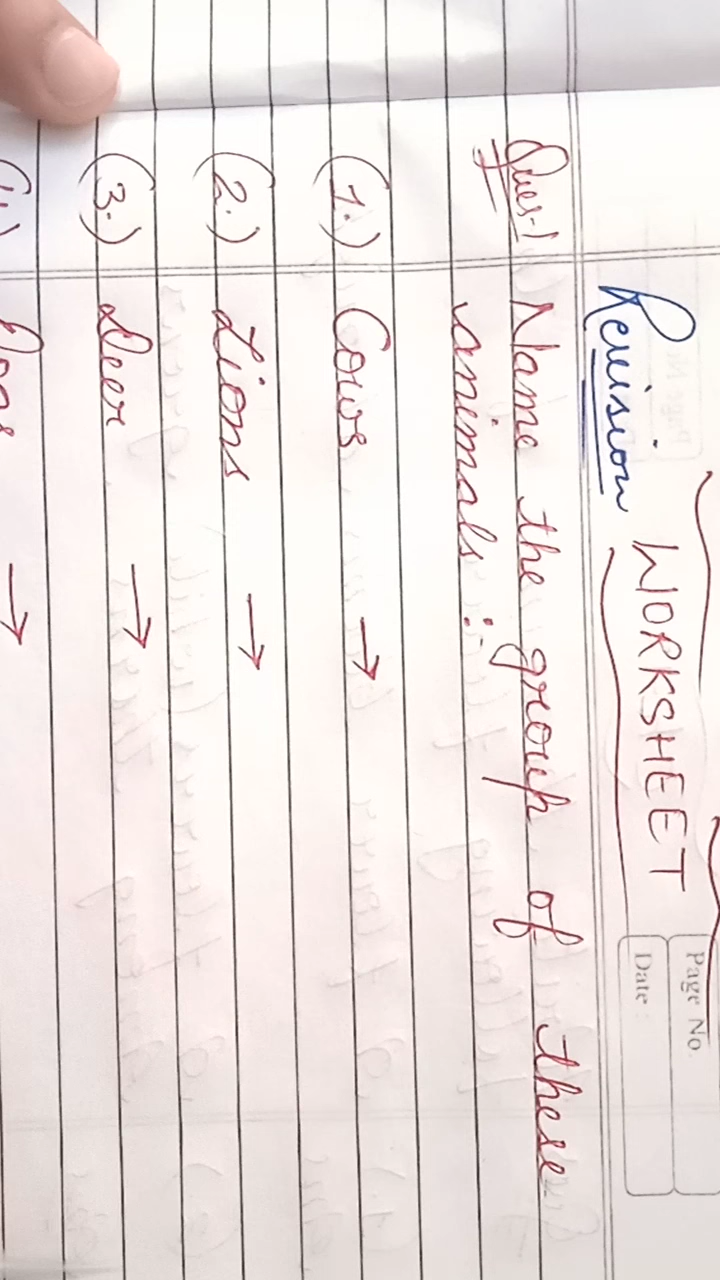 Page No.
Date :
WORKSHEET
Revision
Ques-1 Name the group of these
animals :-
(1.) Cows →
(2.) Lions →
(3.) Deer →
→